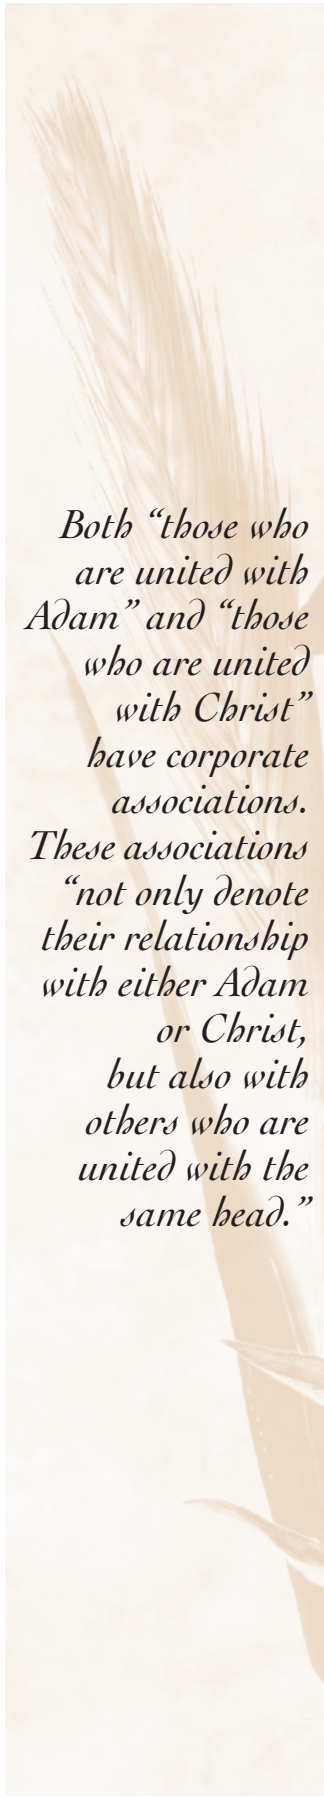 Both “those who
are united with
Adam” and “those
who are united
with Christ”
have corporate
associations.
These associations
“not only denote
their relationship
with either Adam
or Christ,
but also with
others who are
united with the
same head.”